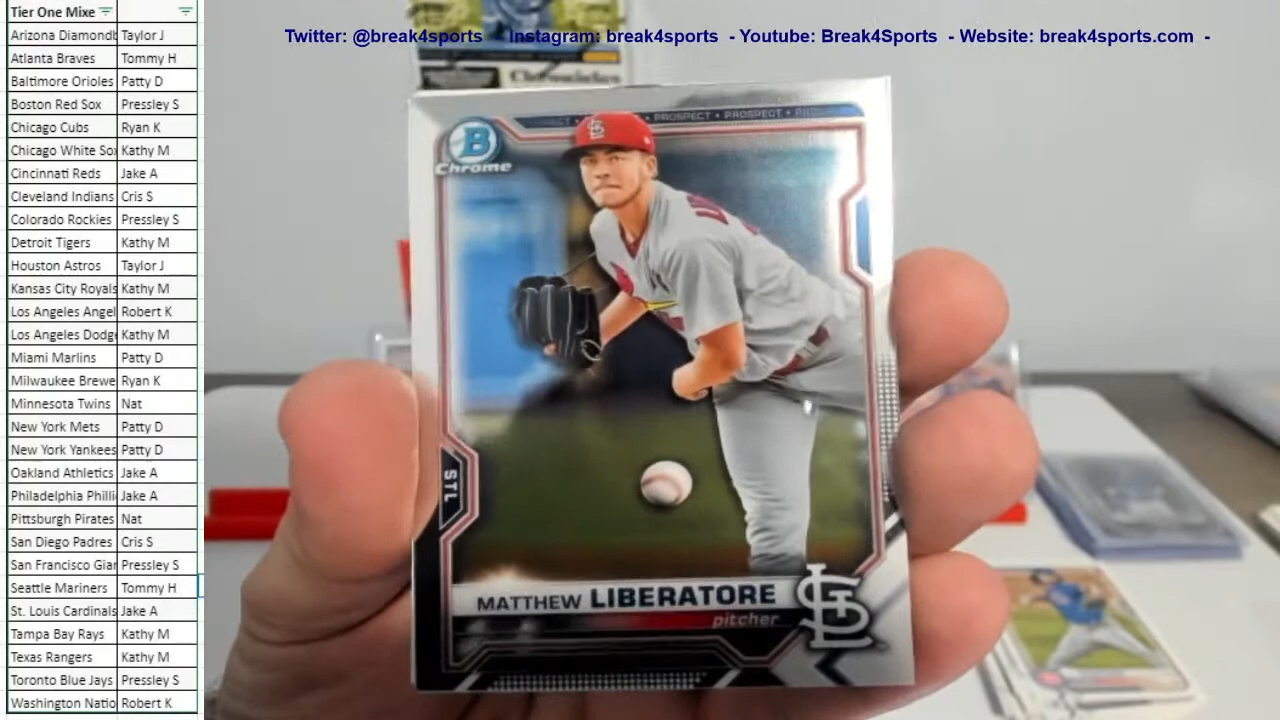 Tier One Mixe
Arizona Diamondb Taylor J
Atlanta Braves Tommy H
Baltimore Orioles Patty D
Boston Red Sox Pressley S
Chicago Cubs Ryan K
Chicago White Sox Kathy M
Cincinnati Reds Jake A
Cleveland Indians Cris S
Colorado Rockies Pressley S
Detroit Tigers Kathy M
Houston Astros Taylor J
Kansas City Royals Kathy M
Los Angeles Angel Robert K
Los Angeles Dodge Kathy M
Miami Marlins Patty D
Milwaukee Brewe Ryan K
Minnesota Twins Nat
New York Mets Patty D
New York Yankees Patty D
Oakland Athletics Jake A
Philadelphia Philli Jake A
Pittsburgh Pirates Nat
San Diego Padres Cris S
San Francisco Gian Pressley S
Seattle Mariners Tommy H
St. Louis Cardinals Jake A
Tampa Bay Rays Kathy M
Texas Rangers Kathy M
Toronto Blue Jays Pressley S
Washington Natio Robert K
Twitter: @break4sports - Instagram: break4sports - Youtube: Break4Sports - Website: break4sports.com -
Chronicles
PROSPECT • PROSPECT
B
Chrome
STL
MATTHEW LIBERATORE
pitcher
STL